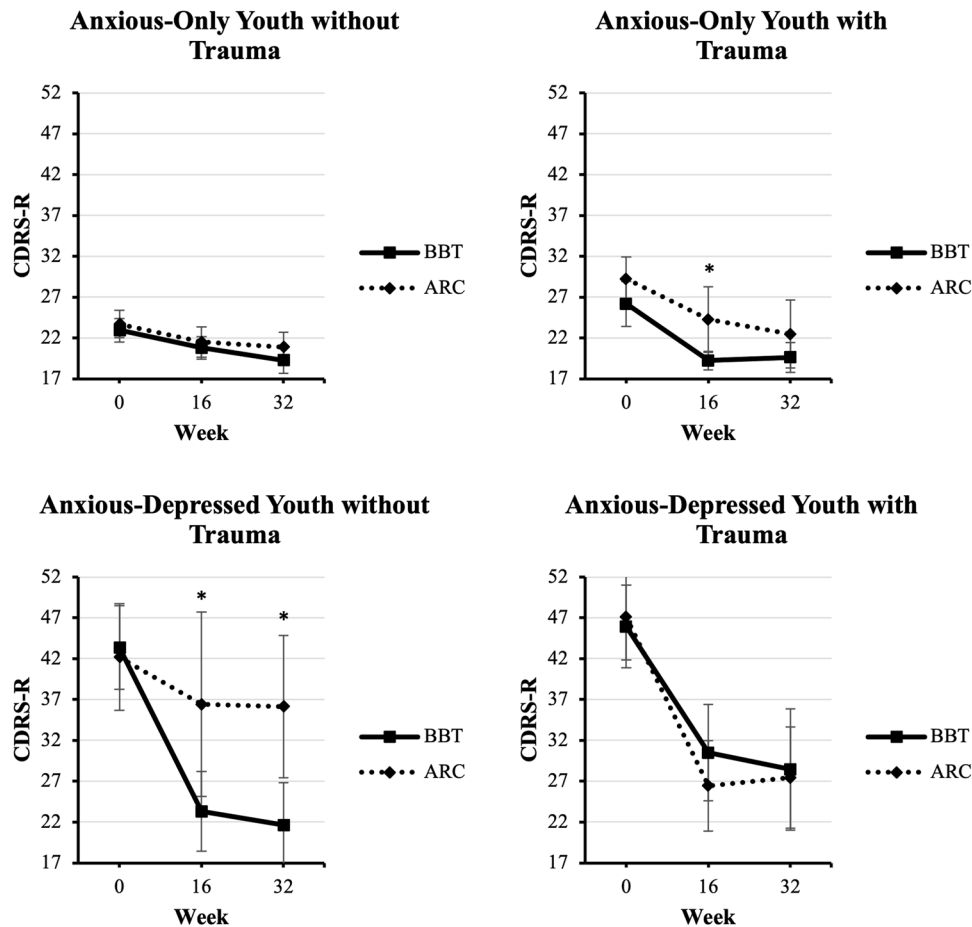 Anxious-Only Youth without
Trauma
52
47
42
37
32
27
22
17
CDRS-R
*
0 16 32
Week
BBT
ARC
Anxious-Only Youth with
Trauma
52
47
42
37
32
27
22
17
CDRS-R
*
0 16 32
Week
BBT
ARC
Anxious-Depressed Youth without
Trauma
52
47
42
37
32
27
22
17
CDRS-R
* *
0 16 32
Week
BBT
ARC
Anxious-Depressed Youth with
Trauma
52
47
42
37
32
27
22
17
CDRS-R
0 16 32
Week
BBT
ARC